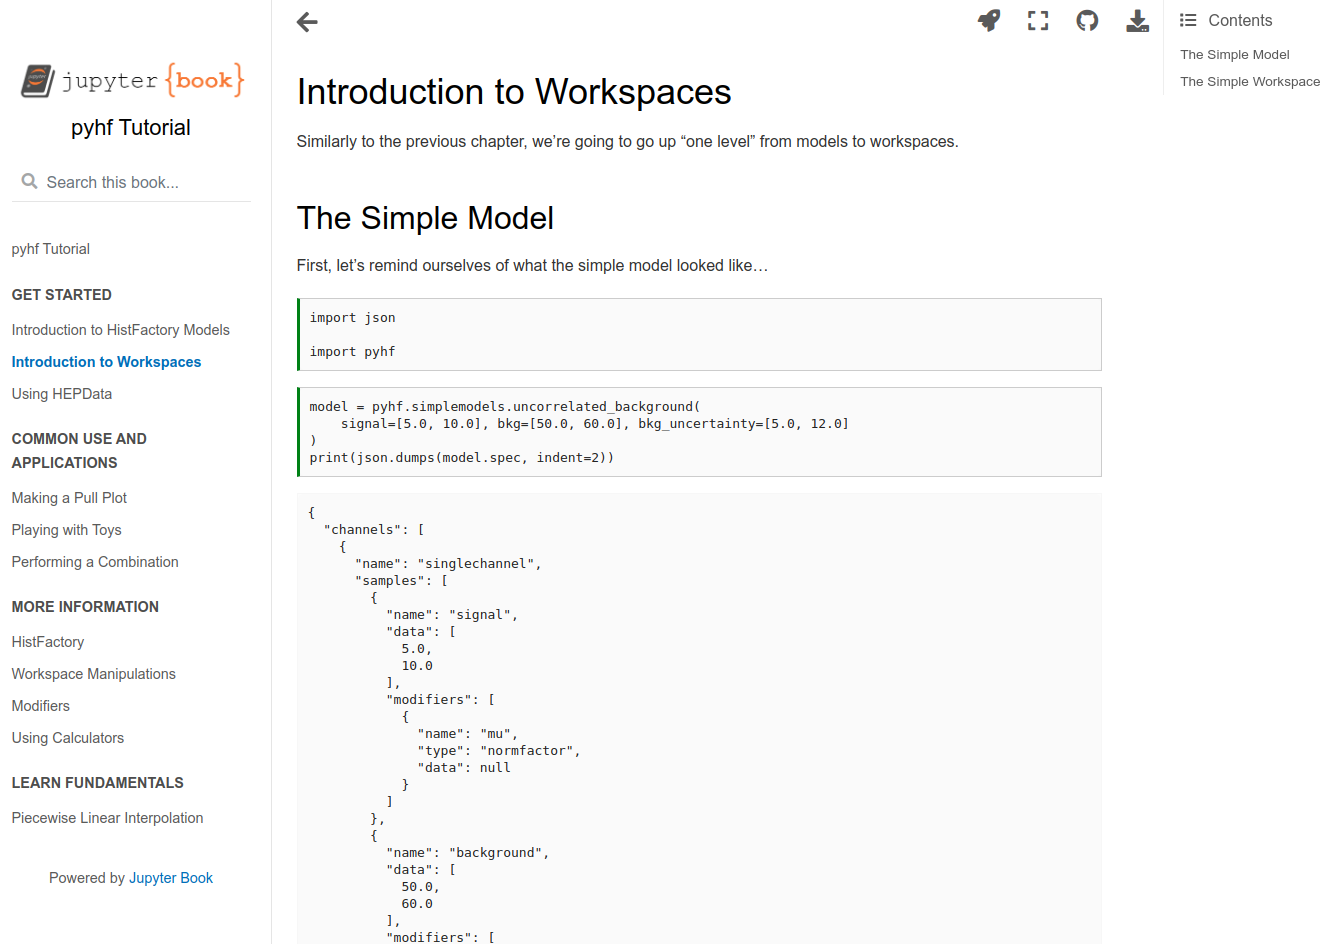 jupyter {book}
pyhf Tutorial
Search this book...
pyhf Tutorial
GET STARTED
Introduction to HistFactory Models
Introduction to Workspaces
Using HEPData
COMMON USE AND
APPLICATIONS
Making a Pull Plot
Playing with Toys
Performing a Combination
MORE INFORMATION
HistFactory
Workspace Manipulations
Modifiers
Using Calculators
LEARN FUNDAMENTALS
Piecewise Linear Interpolation
Powered by Jupyter Book
Introduction to Workspaces
Similarly to the previous chapter, we’re going to go up “one level” from models to workspaces.
The Simple Model
First, let’s remind ourselves of what the simple model looked like…
import json
import pyhf
model = pyhf.simplemodels.uncorrelated_background(
    signal=[5.0, 10.0], bkg=[50.0, 60.0], bkg_uncertainty=[5.0, 12.0]
)
print(json.dumps(model.spec, indent=2))
{
  "channels": [
    {
      "name": "singlechannel",
      "samples": [
        {
          "name": "signal",
          "data": [
            5.0,
            10.0
          ],
          "modifiers": [
            {
              "name": "mu",
              "type": "normfactor",
              "data": null
            }
          ]
        },
        {
          "name": "background",
          "data": [
            50.0,
            60.0
          ],
          "modifiers": [
Contents
The Simple Model
The Simple Workspace